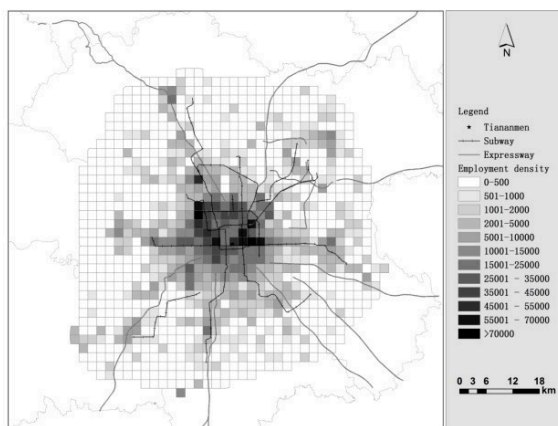 N
Legend
Tiananmen
Subway
Expressway
Employment density
0-500
501-1000
1001-2000
2001-5000
5001-10000
10001-15000
15001-25000
25001 - 35000
35001 - 45000
45001 - 55000
55001 - 70000
>70000
0 3 6 12 18
KM